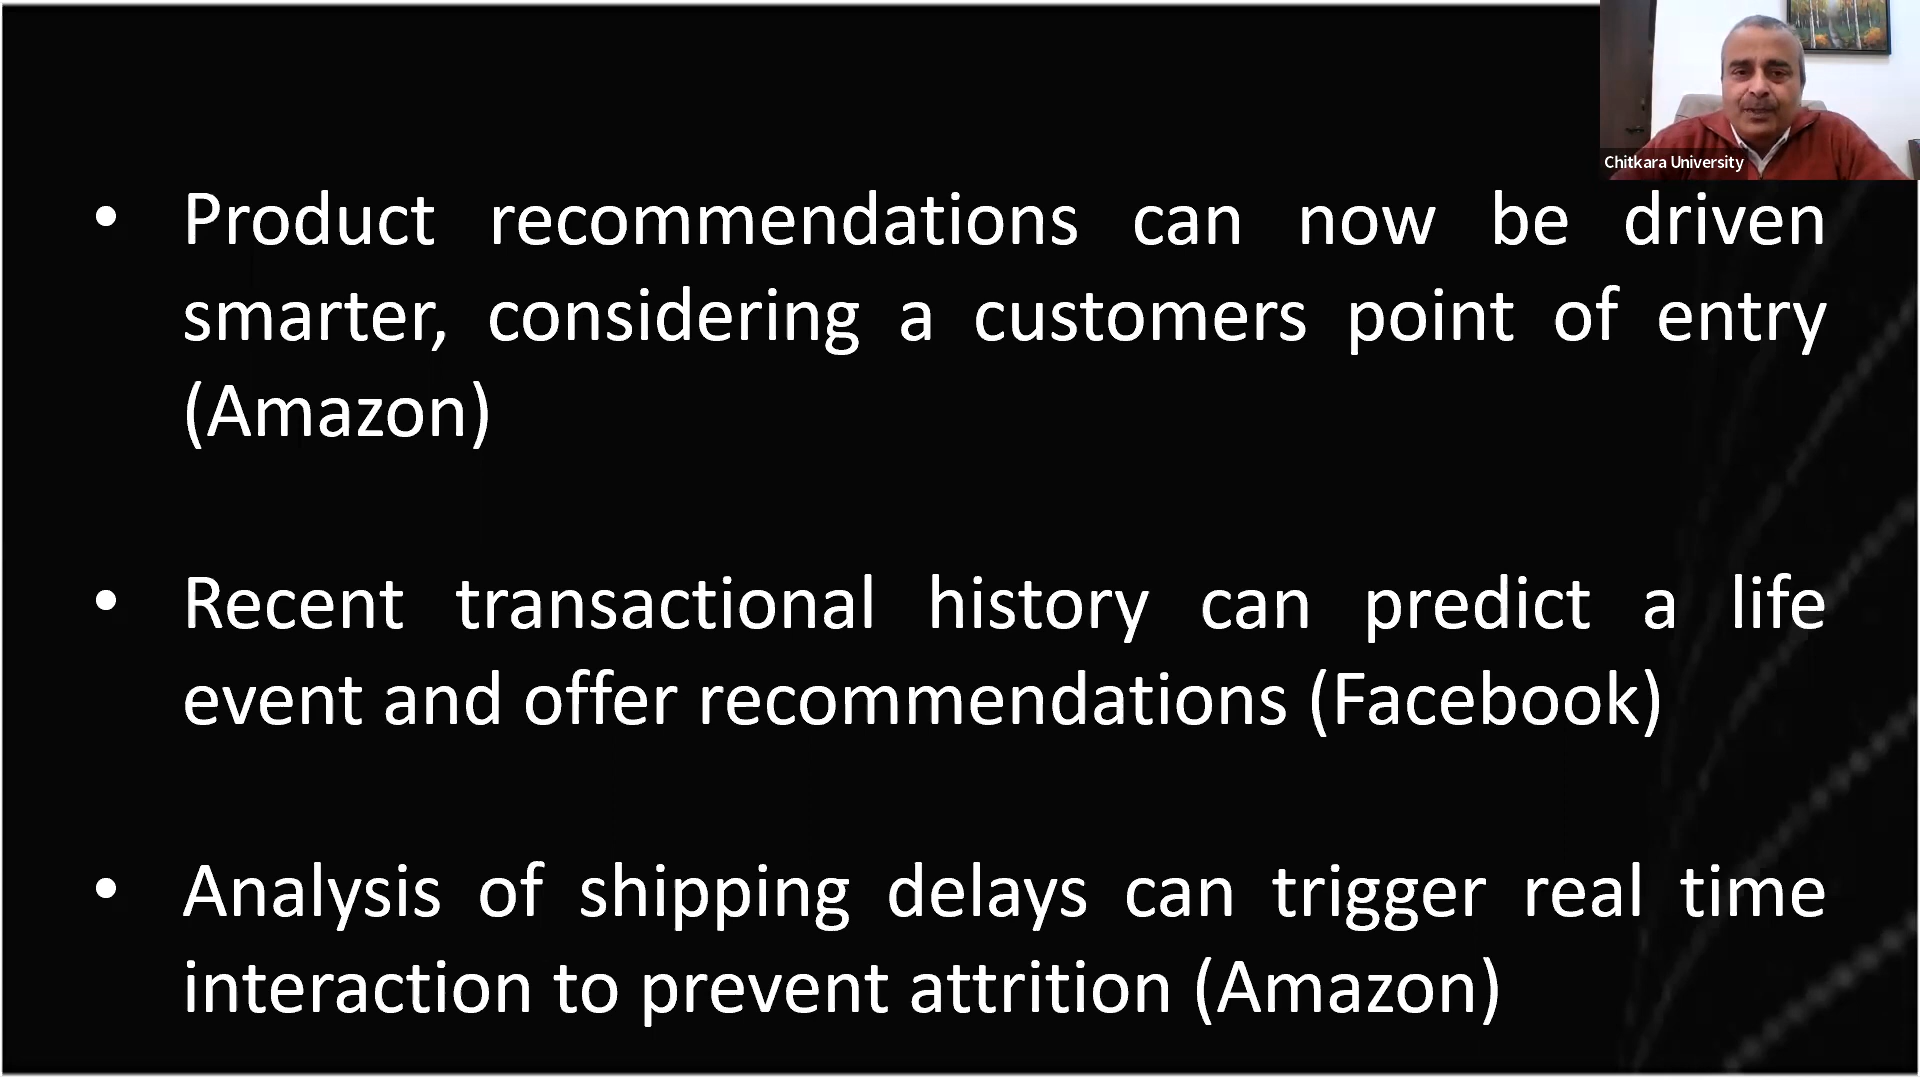 Chitkara University
• Product recommendations can now be driven
smarter, considering a customers point of entry
(Amazon)
• Recent transactional history can predict a life
event and offer recommendations (Facebook)
• Analysis of shipping delays can trigger real time
interaction to prevent attrition (Amazon)